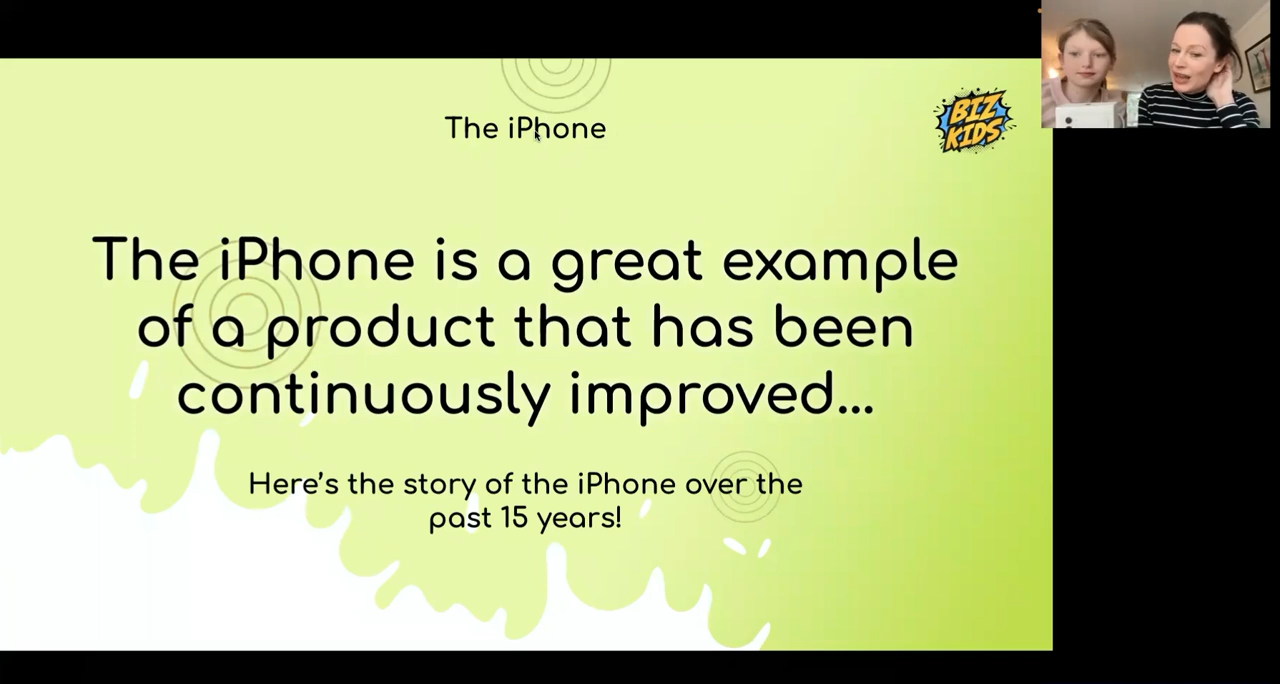 The iPhone
BIZ
KIDS
The iPhone is a great example
of a product that has been
continuously improved...
Here’s the story of the iPhone over the
past 15 years!